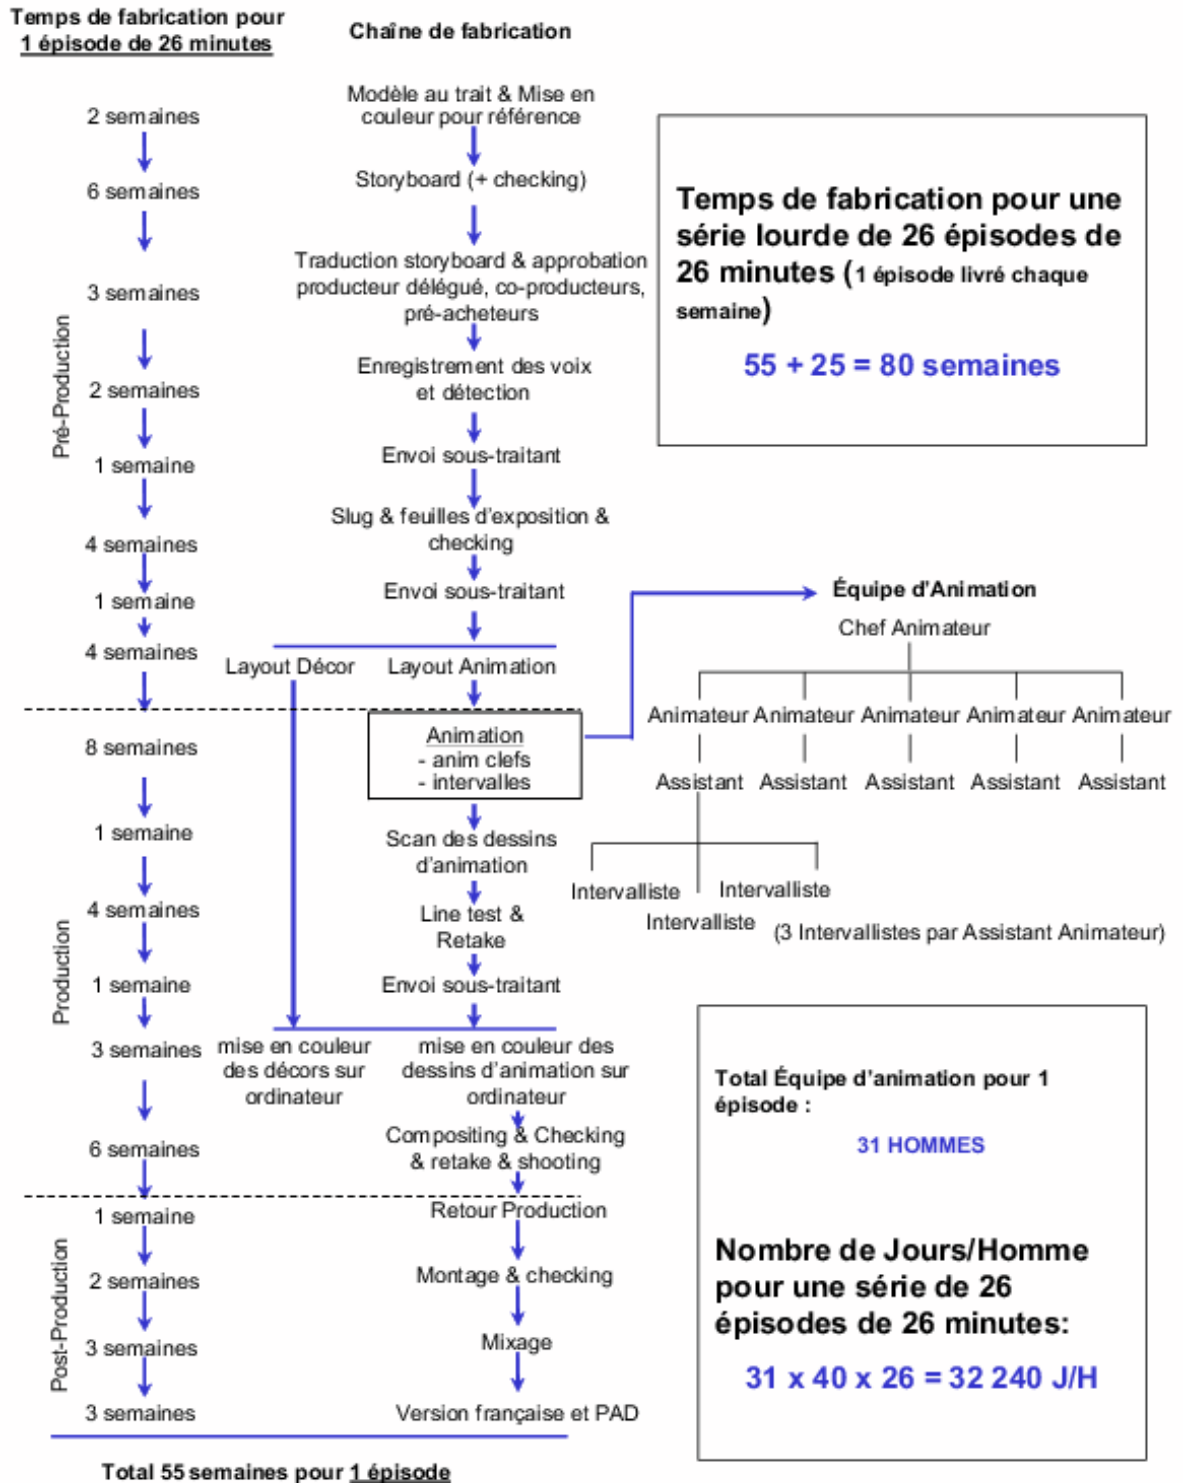 Temps de fabrication pour
1 épisode de 26 minutes
Chaîne de fabrication
2 semaines
Modèle au trait & Mise en
couleur pour référence
6 semaines
Storyboard (+ checking)
3 semaines
Traduction storyboard & approbation
producteur délégué, co-producteurs,
pré-acheteurs
2 semaines
Enregistrement des voix
et détection
1 semaine
Envoi sous-traitant
4 semaines
Slug & feuilles d'exposition &
checking
1 semaine
Envoi sous-traitant
4 semaines
Layout Décor
Layout Animation
Pré-Production
8 semaines
Animation
- anim clefs
- intervalles
1 semaine
Scan des dessins
d'animation
4 semaines
Line test &
Retake
1 semaine
Envoi sous-traitant
3 semaines
mise en couleur
des décors sur
ordinateur
mise en couleur des
dessins d'animation sur
ordinateur
6 semaines
Compositing & Checking
& retake & shooting
Production
1 semaine
Retour Production
2 semaines
Montage & checking
3 semaines
Mixage
3 semaines
Version française et PAD
Post-Production
Total 55 semaines pour 1 épisode
Temps de fabrication pour une
série lourde de 26 épisodes de
26 minutes (1 épisode livré chaque
semaine)
55 + 25 = 80 semaines
Équipe d'Animation
Chef Animateur
Animateur Animateur Animateur Animateur Animateur
Assistant Assistant Assistant Assistant Assistant
Intervalliste Intervalliste
Intervalliste (3 Intervallistes par Assistant Animateur)
Total Équipe d'animation pour 1
épisode :
31 HOMMES
Nombre de Jours/Homme
pour une série de 26
épisodes de 26 minutes:
31 x 40 x 26 = 32 240 J/H